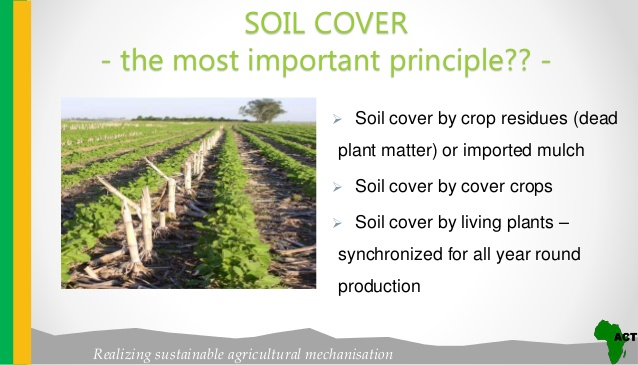 SOIL COVER
- the most important principle?? -
Soil cover by crop residues (dead
plant matter) or imported mulch
Soil cover by cover crops
Soil cover by living plants –
synchronized for all year round
production
Realizing sustainable agricultural mechanisation
ACT